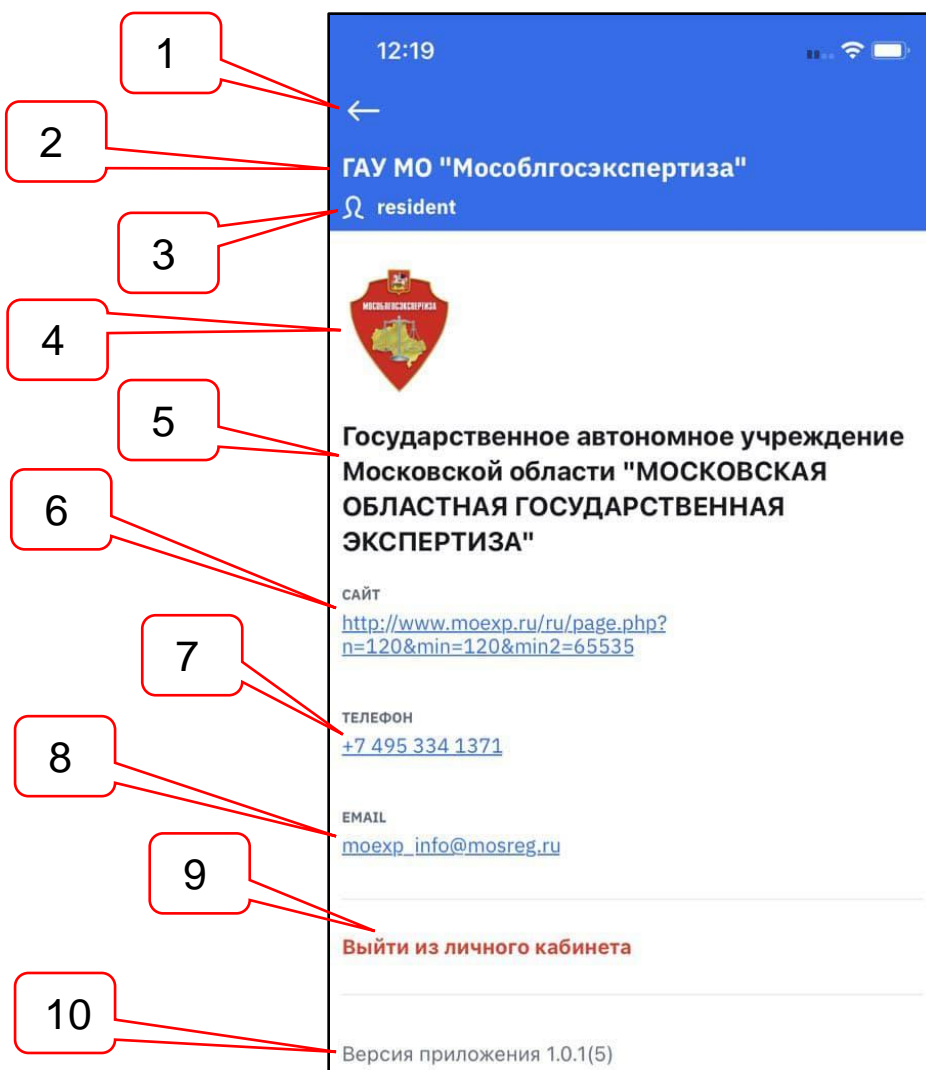 1
12:19
2
ГАУ МО "Мособлгосэкспертиза"
resident
3
МОСОБЛГОСЭКСПЕРТИЗА
4
5
Государственное автономное учреждение
Московской области "МОСКОВСКАЯ
ОБЛАСТНАЯ ГОСУДАРСТВЕННАЯ
ЭКСПЕРТИЗА"
6
САЙТ
http://www.moexp.ru/ru/page.php?
n=120&min=120&min2=65535
7
ТЕЛЕФОН
+7 495 334 1371
8
EMAIL
moexp_info@mosreg.ru
9
Выйти из личного кабинета
10
Версия приложения 1.0.1(5)